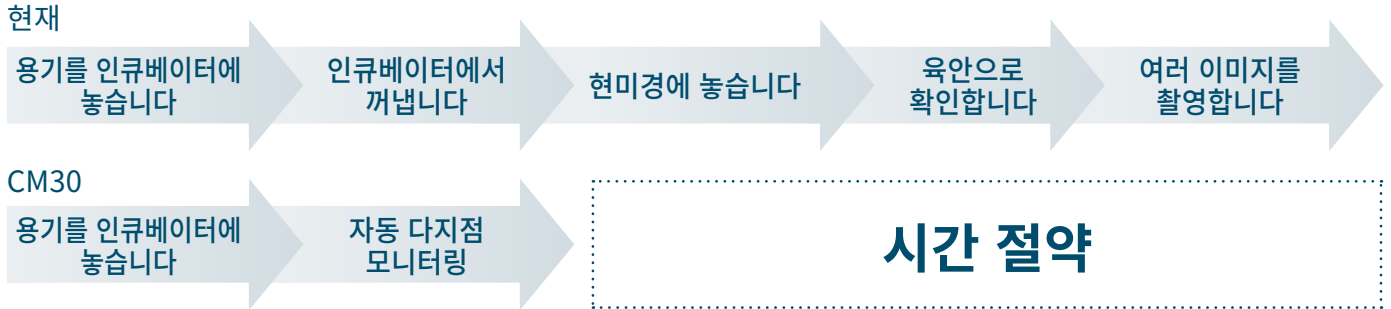 현재
용기를 인큐베이터에
놓습니다
인큐베이터에서
꺼냅니다
현미경에 놓습니다
육안으로
확인합니다
여러 이미지를
촬영합니다
CM30
용기를 인큐베이터에
놓습니다
자동 다지점
모니터링
시간 절약